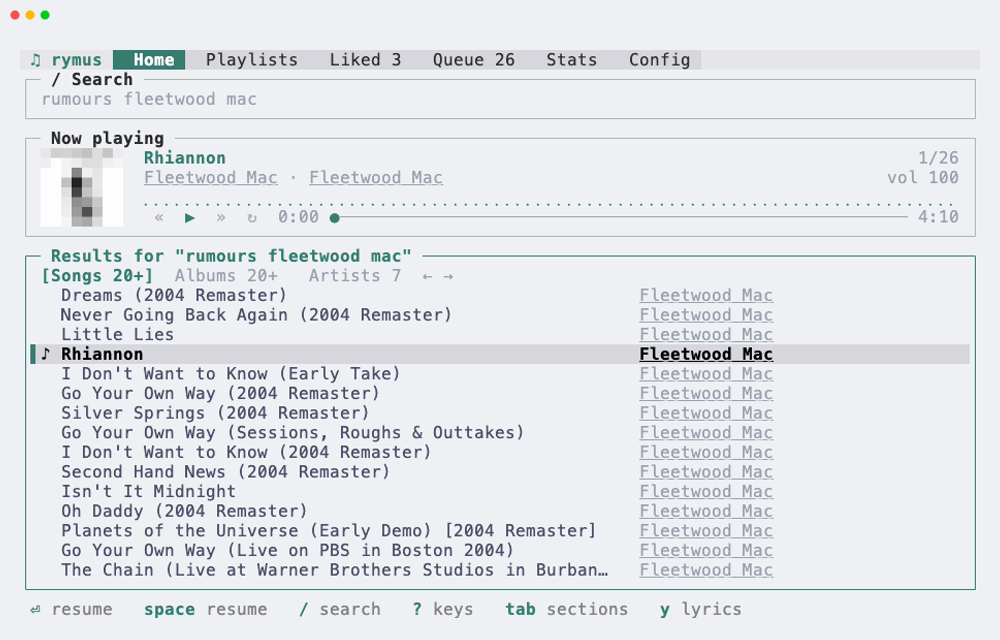 ♫ rymus Home Playlists Liked 3 Queue 26 Stats Config
/ Search
rumours fleetwood mac
Now playing
Rhiannon 1/26
Fleetwood Mac · Fleetwood Mac vol 100
« ▶ » ↻ 0:00 4:10
Results for "rumours fleetwood mac"
[Songs 20+] Albums 20+ Artists 7 ← →
Dreams (2004 Remaster) Fleetwood Mac
Never Going Back Again (2004 Remaster) Fleetwood Mac
Little Lies Fleetwood Mac
♪ Rhiannon Fleetwood Mac
I Don't Want to Know (Early Take) Fleetwood Mac
Go Your Own Way (2004 Remaster) Fleetwood Mac
Silver Springs (2004 Remaster) Fleetwood Mac
Go Your Own Way (Sessions, Roughs & Outtakes) Fleetwood Mac
I Don't Want to Know (2004 Remaster) Fleetwood Mac
Second Hand News (2004 Remaster) Fleetwood Mac
Isn't It Midnight Fleetwood Mac
Oh Daddy (2004 Remaster) Fleetwood Mac
Planets of the Universe (Early Demo) [2004 Remaster] Fleetwood Mac
Go Your Own Way (Live on PBS in Boston 2004) Fleetwood Mac
The Chain (Live at Warner Brothers Studios in Burban… Fleetwood Mac
⏎ resume space resume / search ? keys tab sections y lyrics